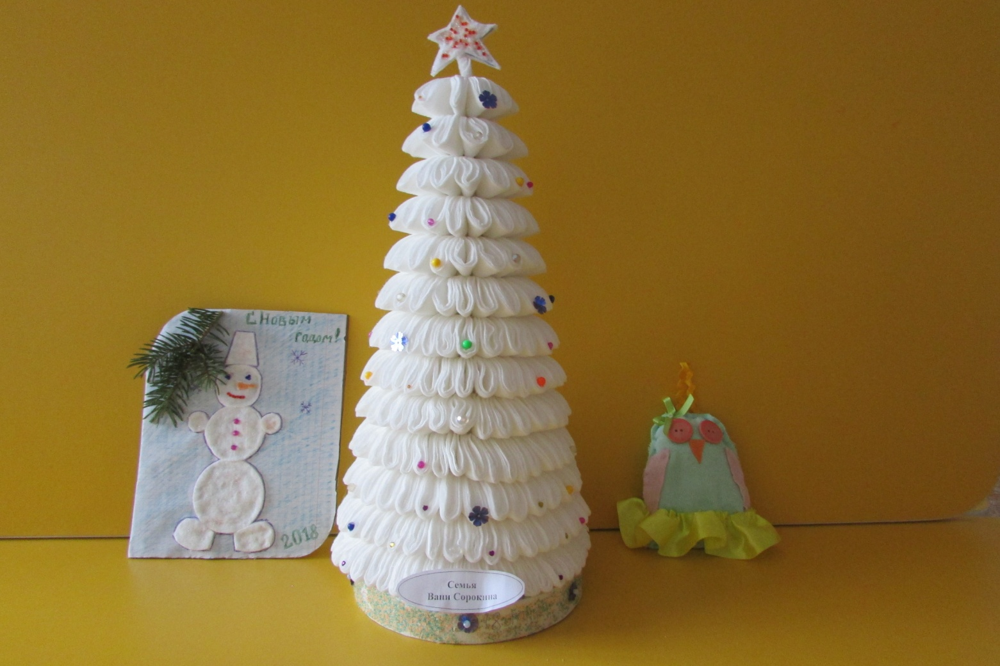 С Новым
годом!
2018
Семья
Вани Сорокина